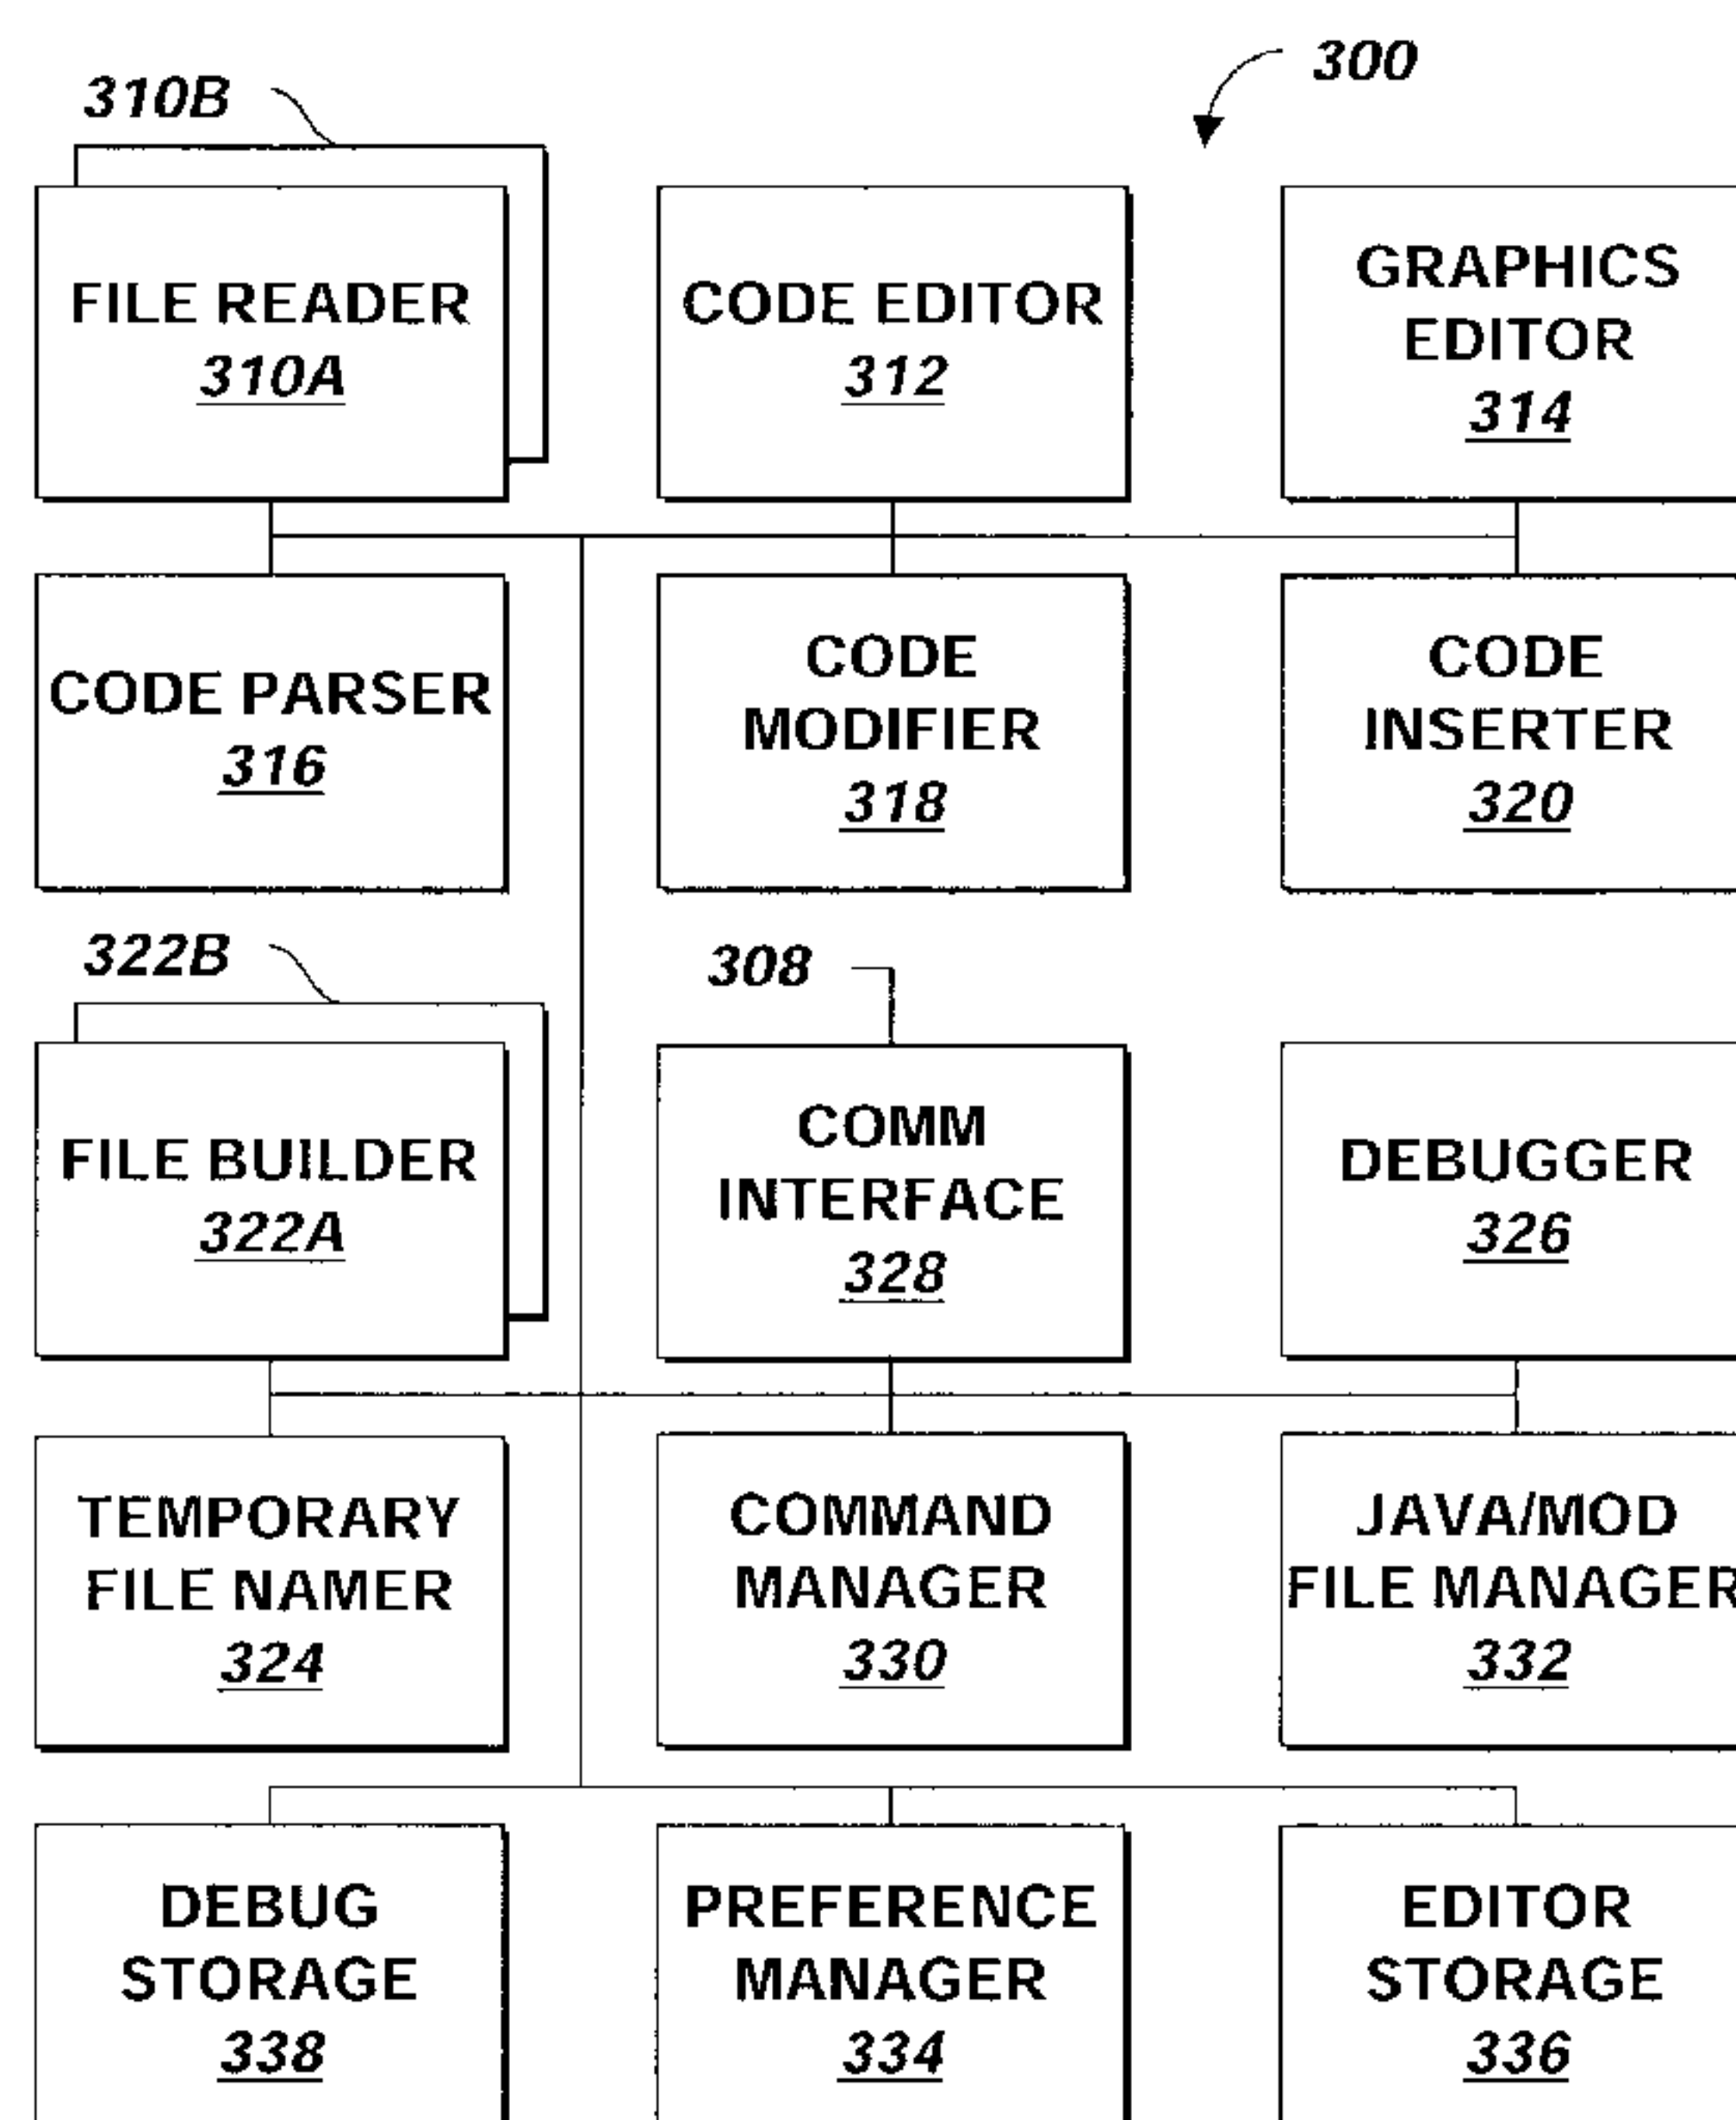 300
310B
FILE READER
310A
CODE EDITOR
312
GRAPHICS
EDITOR
314
CODE PARSER
316
CODE
MODIFIER
318
CODE
INSERTER
320
322B
308
FILE BUILDER
322A
COMM
INTERFACE
328
DEBUGGER
326
TEMPORARY
FILE NAMER
324
COMMAND
MANAGER
330
JAVA/MOD
FILE MANAGER
332
DEBUG
STORAGE
338
PREFERENCE
MANAGER
334
EDITOR
STORAGE
336